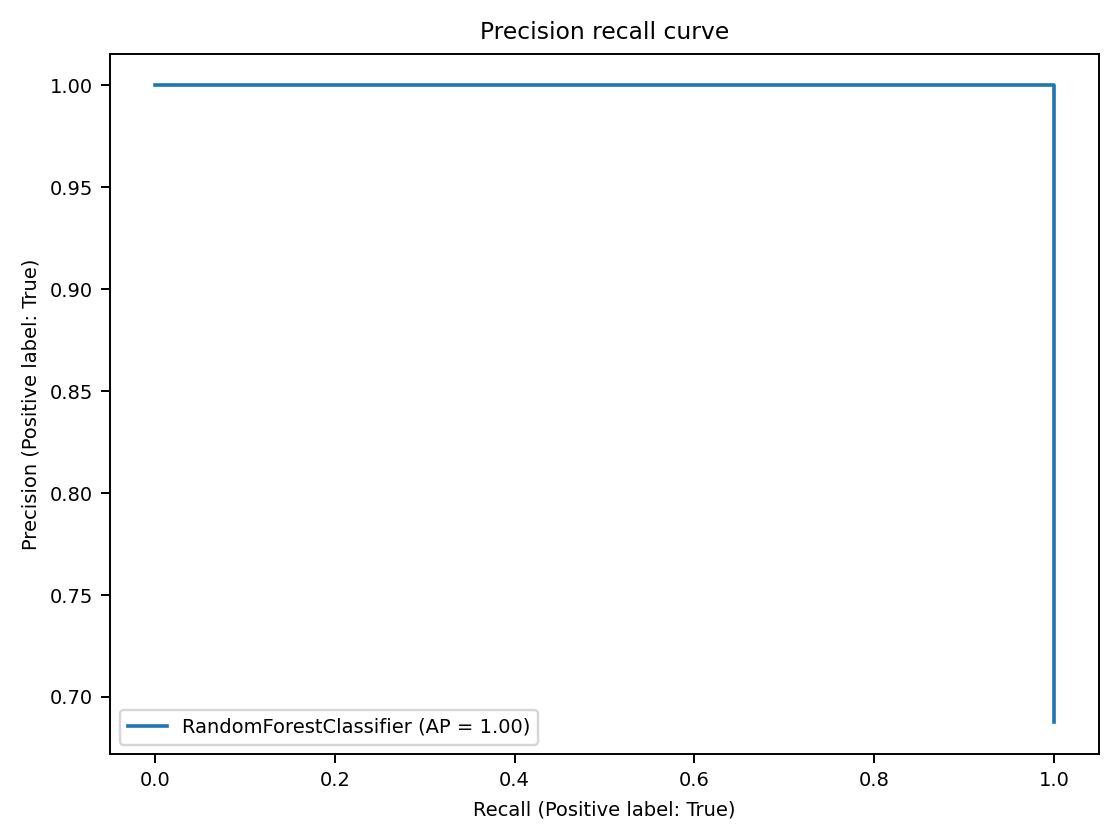 Precision recall curve
1.00
0.95
0.90
0.85
0.80
0.75
0.70
Precision (Positive label: True)
RandomForestClassifier (AP = 1.00)
0.0 0.2 0.4 0.6 0.8 1.0
Recall (Positive label: True)